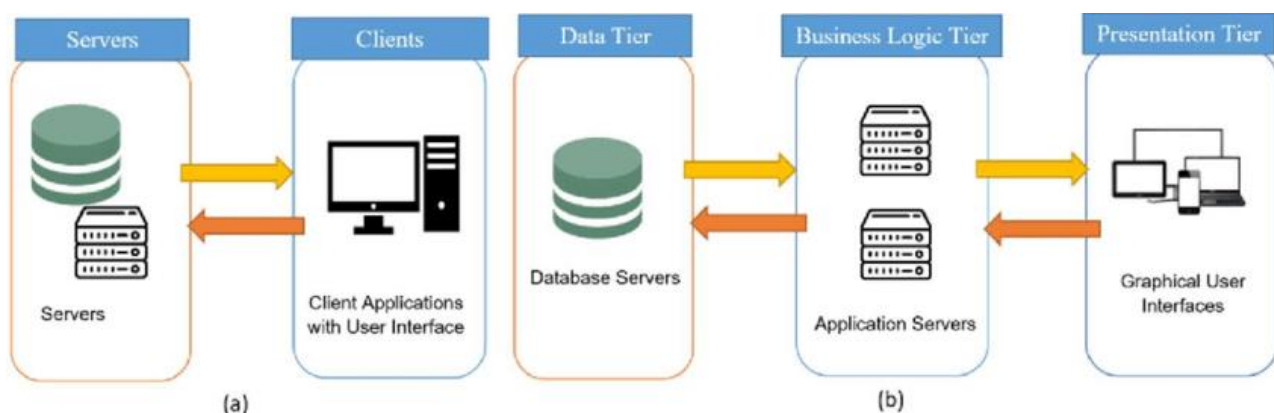 Servers
Clients
Data Tier
Business Logic Tier
Presentation Tier
Servers
Client Applications
with User Interface
Database Servers
Application Servers
Graphical User
Interfaces
(a)
(b)